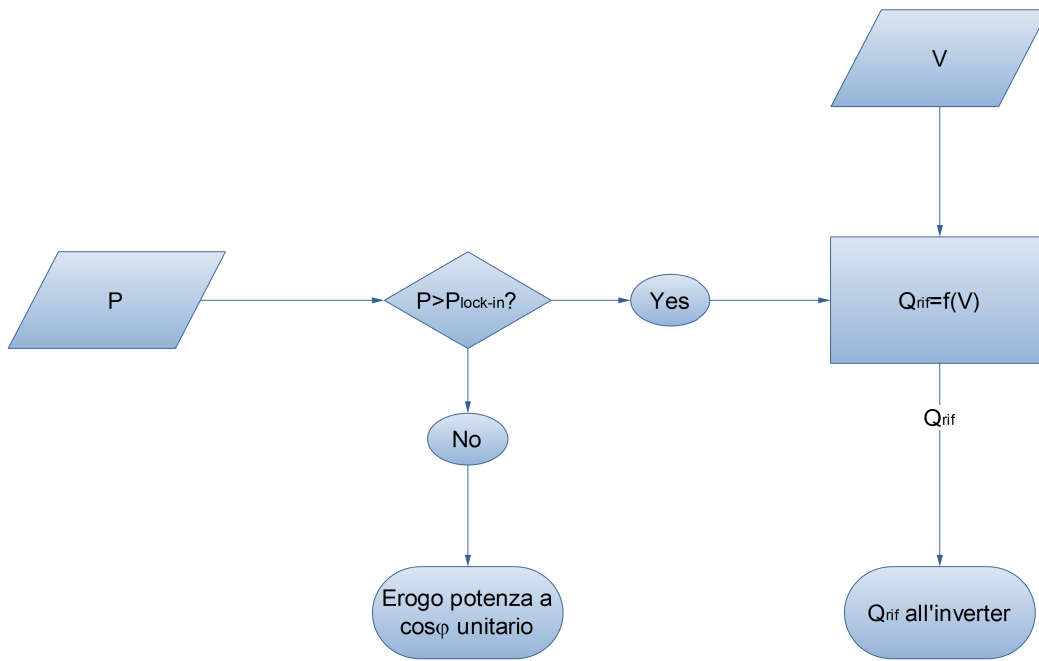 V
P
P>Plock-in?
Yes
Qrif=f(V)
Qrif
No
Erogo potenza a
cosφ unitario
Qrif all'inverter